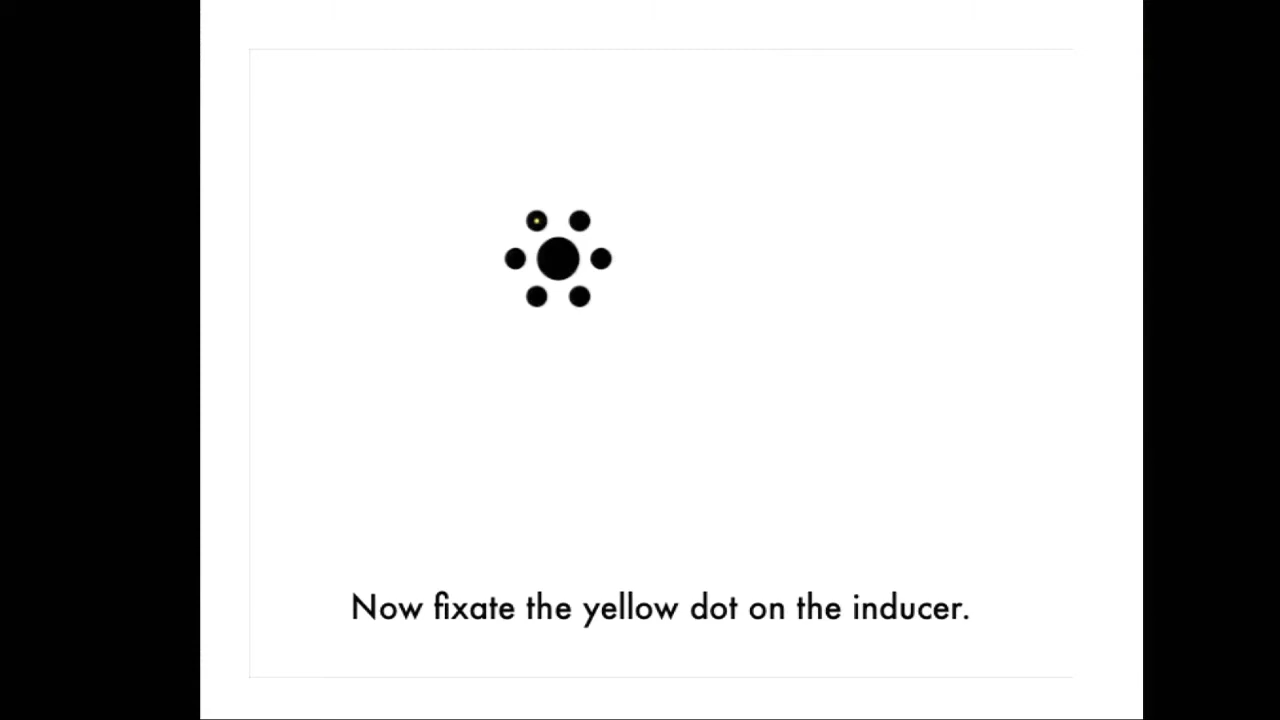 Now fixate the yellow dot on the inducer.